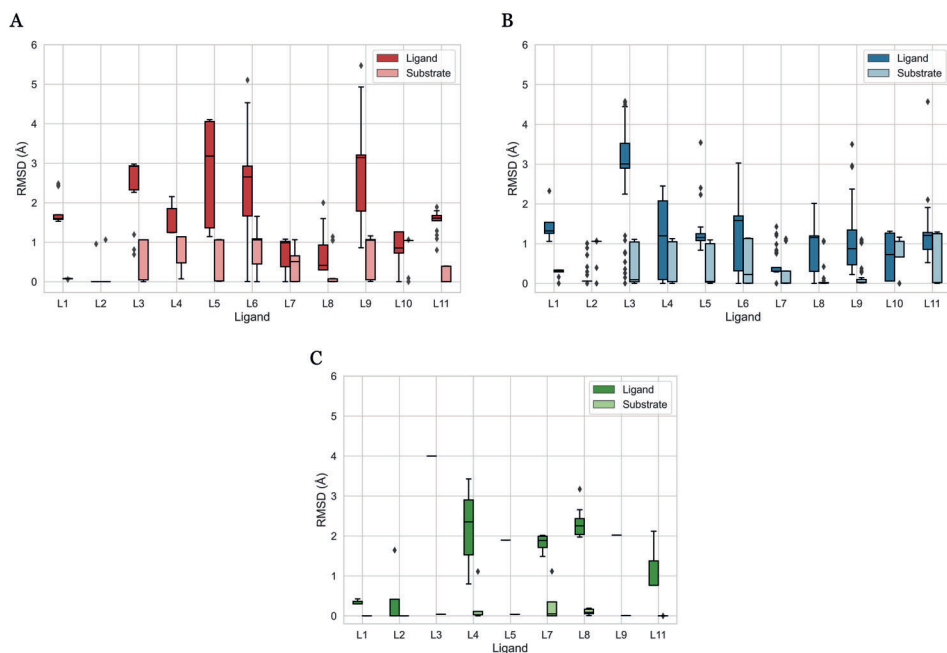 A
RMSD (Å)
6
5
4
3
2
1
0
Ligand
Substrate
L1 L2 L3 L4 L5 L6 L7 L8 L9 L10 L11
Ligand
B
RMSD (Å)
6
5
4
3
2
1
0
Ligand
Substrate
L1 L2 L3 L4 L5 L6 L7 L8 L9 L10 L11
Ligand
C
RMSD (Å)
6
5
4
3
2
1
0
Ligand
Substrate
L1 L2 L3 L4 L5 L7 L8 L9 L11
Ligand